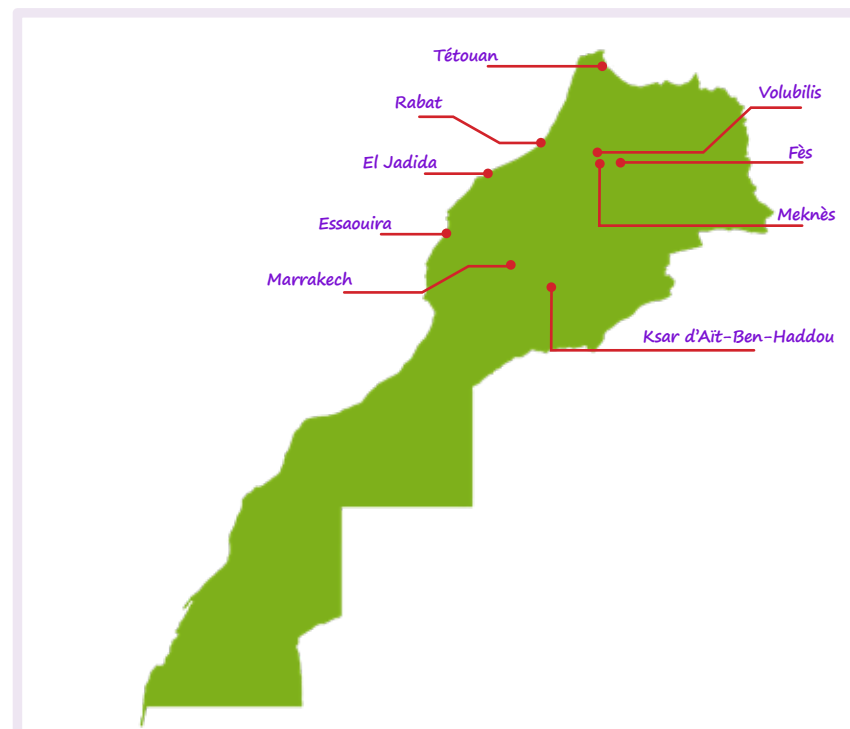 Tétouan
Volubilis
Rabat
Fès
El Jadida
Meknès
Essaouira
Marrakech
Ksar d'Aït-Ben-Haddou